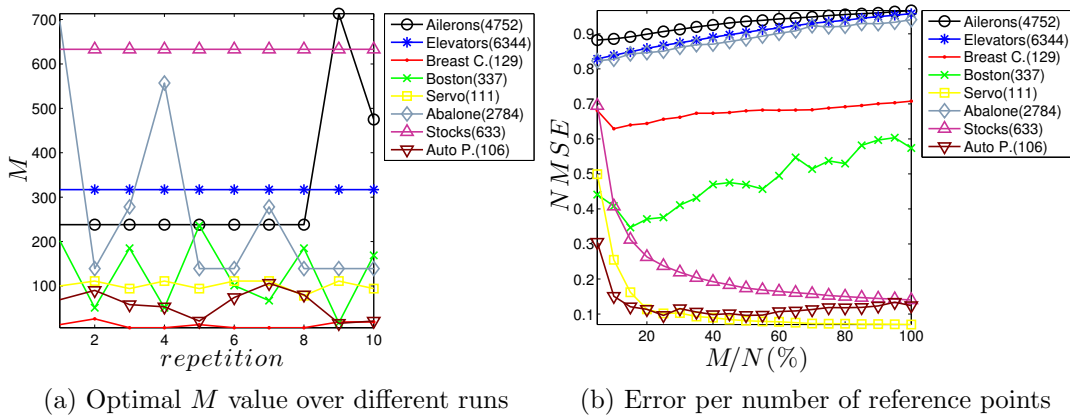 700
600
500
400
300
200
100
M
2
4
6
8
10
repetition
Ailerons(4752)
Elevators(6344)
Breast C.(129)
Boston(337)
Servo(111)
Abalone(2784)
Stocks(633)
Auto P.(106)
(a) Optimal M value over different runs
0.9
0.8
0.7
0.6
0.5
0.4
0.3
0.2
0.1
NMSE
20
40
60
80
100
M/N(%)
Ailerons(4752)
Elevators(6344)
Breast C.(129)
Boston(337)
Servo(111)
Abalone(2784)
Stocks(633)
Auto P.(106)
(b) Error per number of reference points